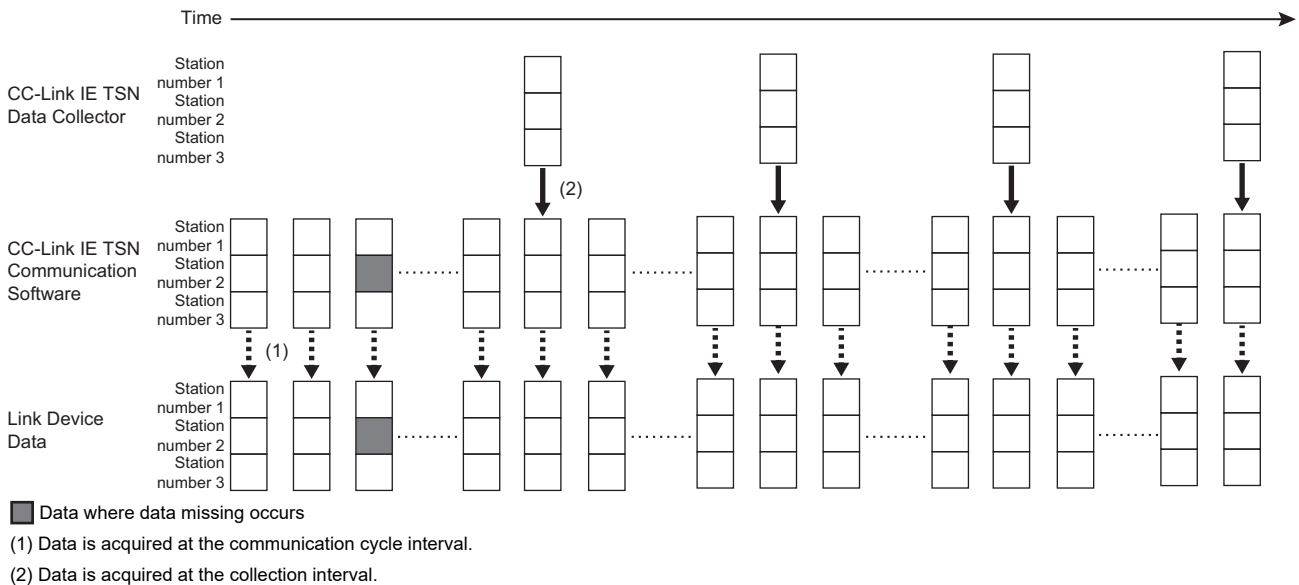 Time
CC-Link IE TSN
Data Collector
Station
number 1
Station
number 2
Station
number 3
(2)
CC-Link IE TSN
Communication
Software
Station
number 1
Station
number 2
Station
number 3
(1)
Link Device
Data
Station
number 1
Station
number 2
Station
number 3
Data where data missing occurs
(1) Data is acquired at the communication cycle interval.
(2) Data is acquired at the collection interval.